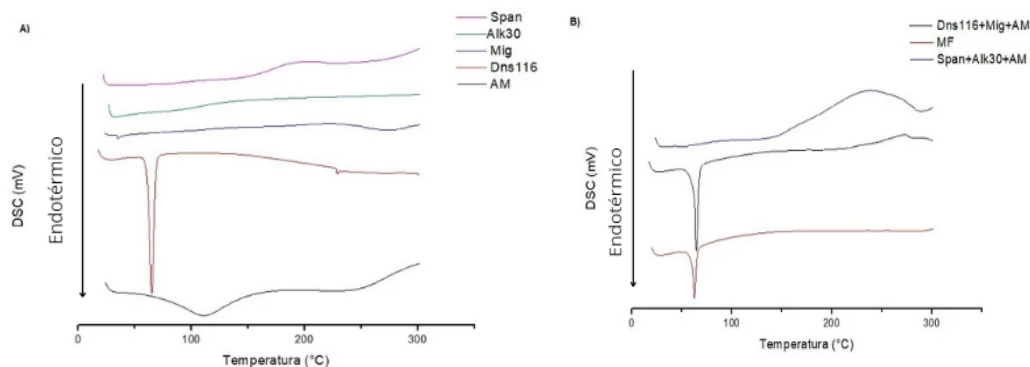 A)
Span
Alk30
Mig
Dns116
AM
DSC (mV)
Endotérmico
0
100
200
300
Temperatura (°C)
B)
Dns116+Mig+AM
MF
Span+Alk30+AM
DSC (mV)
Endotérmico
0
100
200
300
Temperatura (°C)